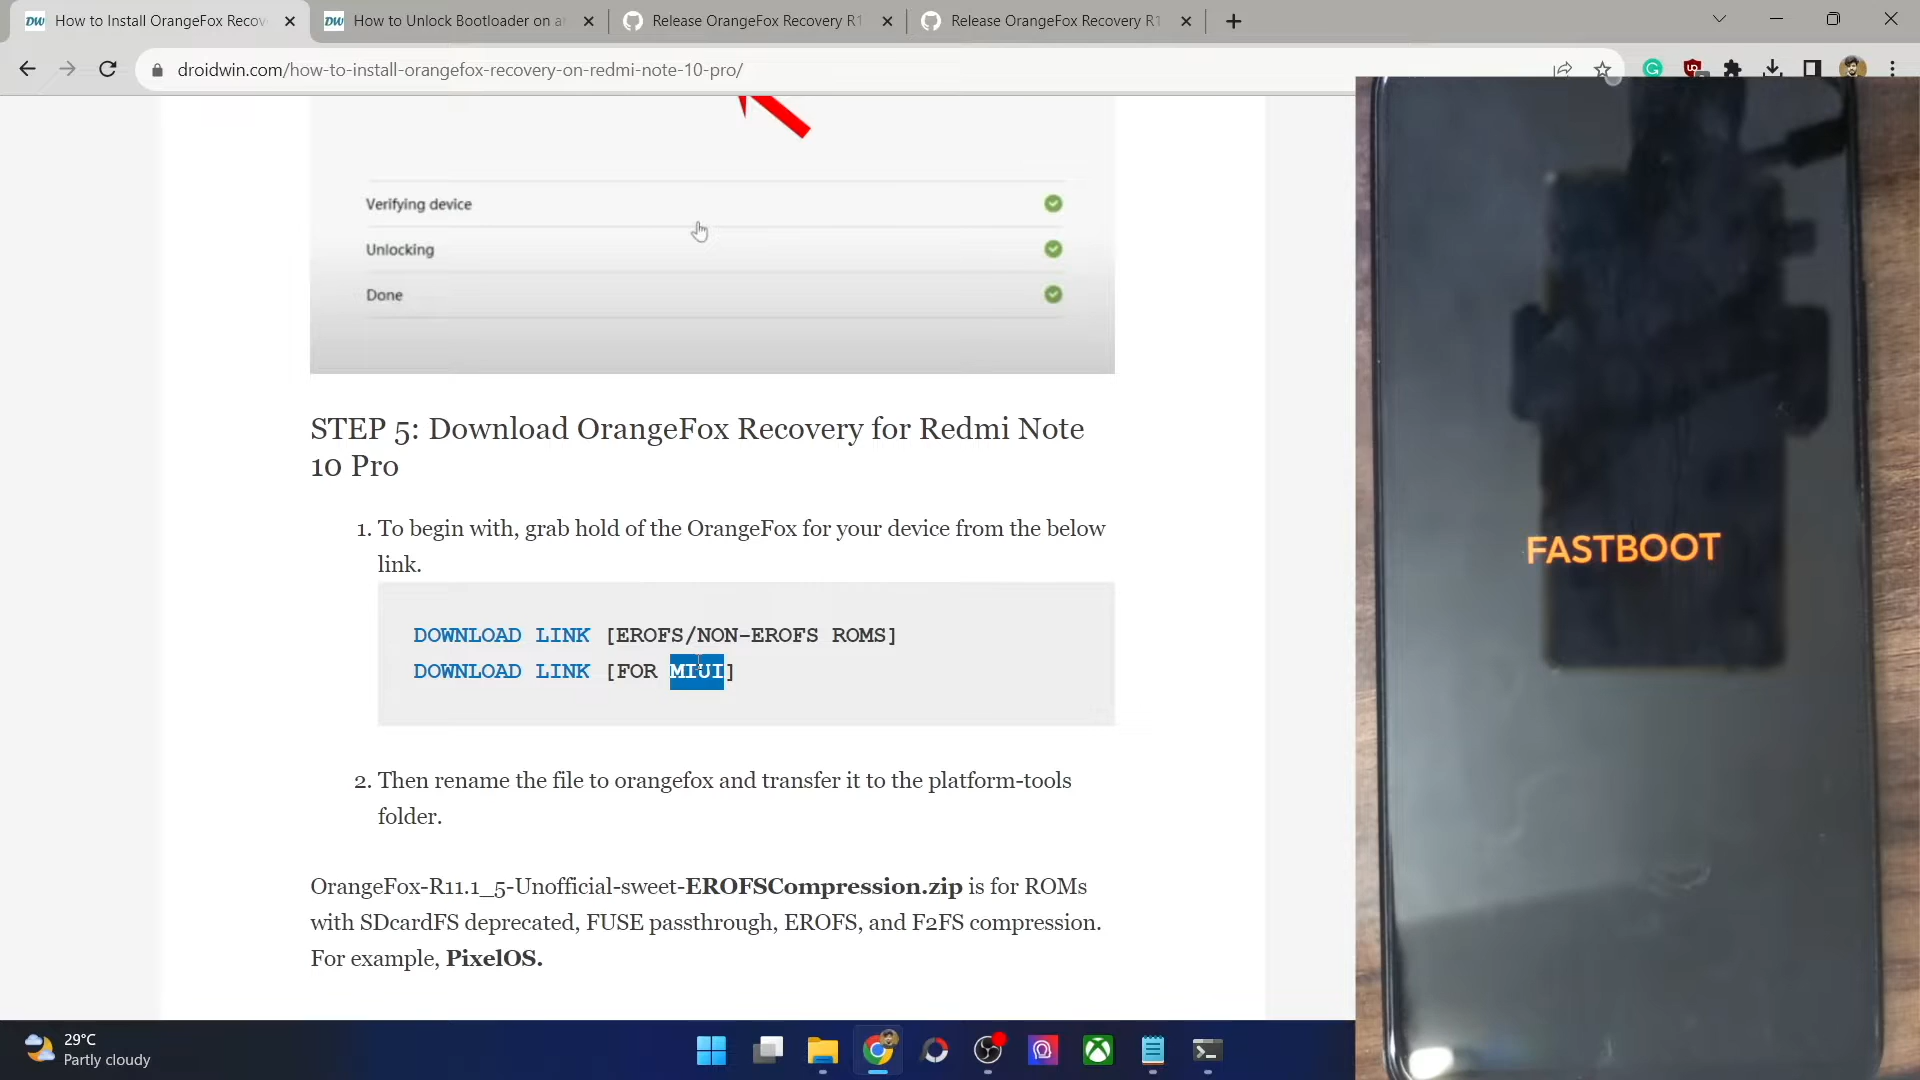 How to Install OrangeFox Recov
How to Unlock Bootloader on a
Release OrangeFox Recovery R1
Release OrangeFox Recovery R1
droidwin.com/how-to-install-orangefox-recovery-on-redmi-note-10-pro/
Verifying device
Unlocking
Done
STEP 5: Download OrangeFox Recovery for Redmi Note
10 Pro
1. To begin with, grab hold of the OrangeFox for your device from the below
link.
DOWNLOAD LINK [EROFS/NON-EROFS ROMS]
DOWNLOAD LINK [FOR MIUI]
2. Then rename the file to orangefox and transfer it to the platform-tools
folder.
OrangeFox-R11.1_5-Unofficial-sweet-EROFSCompression.zip is for ROMs
with SDcardFS deprecated, FUSE passthrough, EROFS, and F2FS compression.
For example, PixelOS.
FASTBOOT
29°C
Partly cloudy